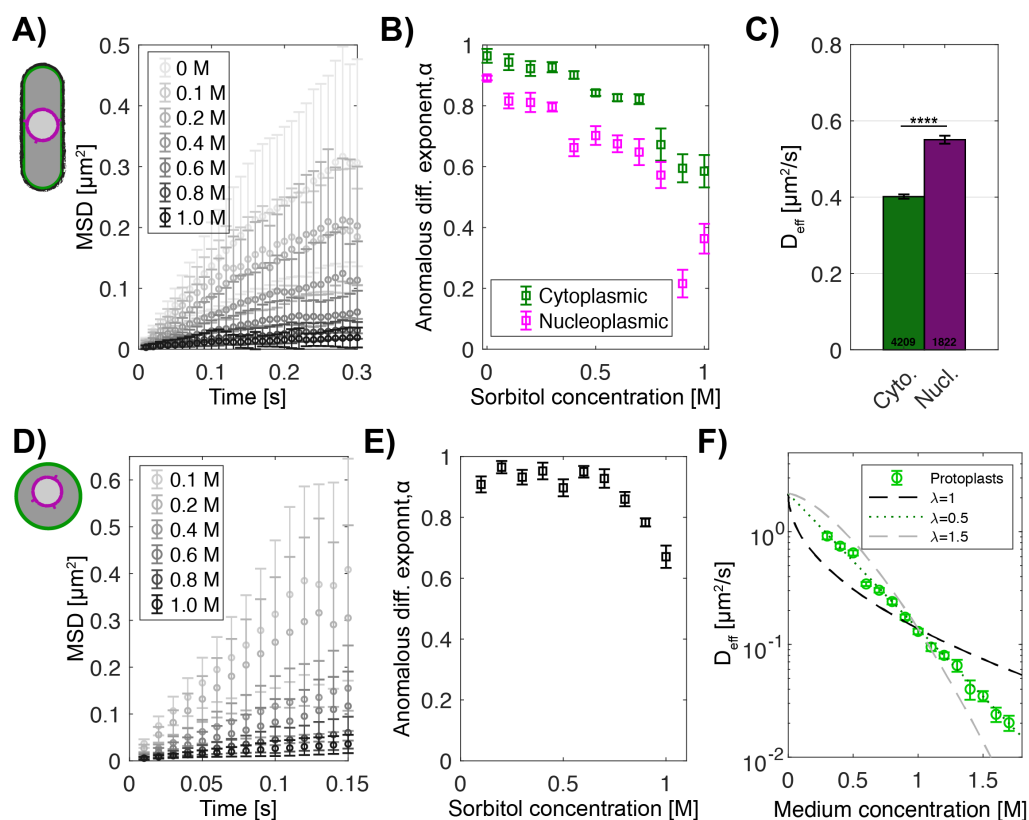 A)
MSD [µm²]
0.5
0.4
0.3
0.2
0.1
0
0 M
0.1 M
0.2 M
0.4 M
0.6 M
0.8 M
1.0 M
0
0.1
0.2
0.3
Time [s]
B)
Anomalous diff. exponent,α
1
0.8
0.6
0.4
0.2
0
Cytoplasmic
Nucleoplasmic
0
0.5
1
Sorbitol concentration [M]
C)
D_eff [µm²/s]
0.8
0.6
0.4
0.2
0
****
4209
1822
Cyto.
Nucl.
D)
MSD [µm²]
0.6
0.5
0.4
0.3
0.2
0.1
0
0.1 M
0.2 M
0.4 M
0.6 M
0.8 M
1.0 M
0
0.05
0.10
0.15
Time [s]
E)
Anomalous diff. exponnt,α
1
0.8
0.6
0.4
0.2
0
0
0.5
1
Sorbitol concentration [M]
F)
D_eff [µm²/s]
10⁰
10⁻¹
10⁻²
Protoplasts
λ=1
λ=0.5
λ=1.5
0
0.5
1.0
1.5
Medium concentration [M]